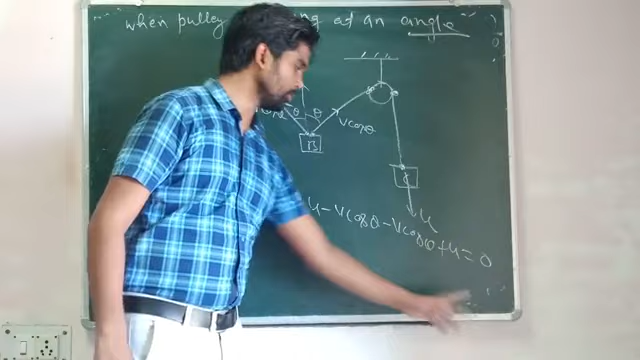 when pulley at an angle
θ θ
vcosθ
B
C
u
u - vcosθ - vcosθ + u = 0